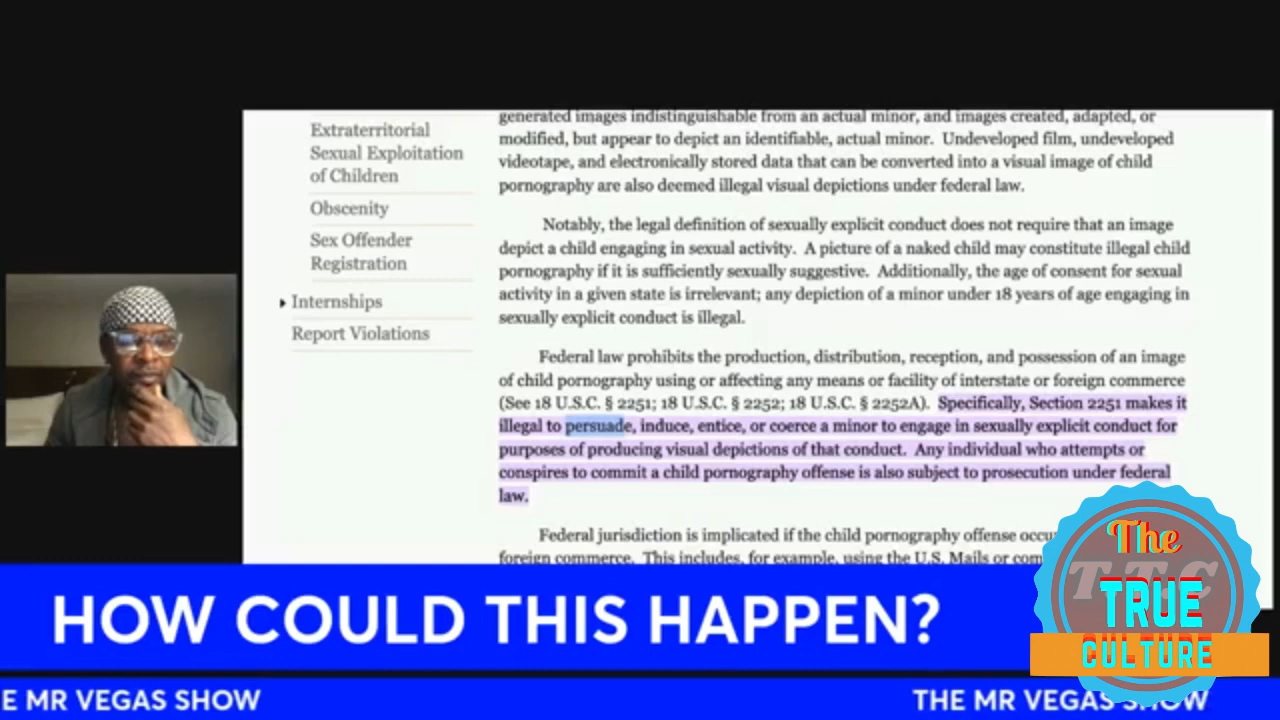 Extraterritorial
Sexual Exploitation
of Children
Obscenity
Sex Offender
Registration
Internships
Report Violations
generated images indistinguishable from an actual minor, and images created, adapted, or
modified, but appear to depict an identifiable, actual minor. Undeveloped film, undeveloped
videotape, and electronically stored data that can be converted into a visual image of child
pornography are also deemed illegal visual depictions under federal law.
Notably, the legal definition of sexually explicit conduct does not require that an image
depict a child engaging in sexual activity. A picture of a naked child may constitute illegal child
pornography if it is sufficiently sexually suggestive. Additionally, the age of consent for sexual
activity in a given state is irrelevant; any depiction of a minor under 18 years of age engaging in
sexually explicit conduct is illegal.
Federal law prohibits the production, distribution, reception, and possession of an image
of child pornography using or affecting any means or facility of interstate or foreign commerce
(See 18 U.S.C. § 2251; 18 U.S.C. § 2252; 18 U.S.C. § 2252A). Specifically, Section 2251 makes it
illegal to persuade, induce, entice, or coerce a minor to engage in sexually explicit conduct for
purposes of producing visual depictions of that conduct. Any individual who attempts or
conspires to commit a child pornography offense is also subject to prosecution under federal
law.
Federal jurisdiction is implicated if the child pornography offense occu
foreign commerce. This includes, for example, using the U.S. Mails or com
HOW COULD THIS HAPPEN?
The
T.T.C
TRUE
CULTURE
E MR VEGAS SHOW
THE MR VEGAS SHOW